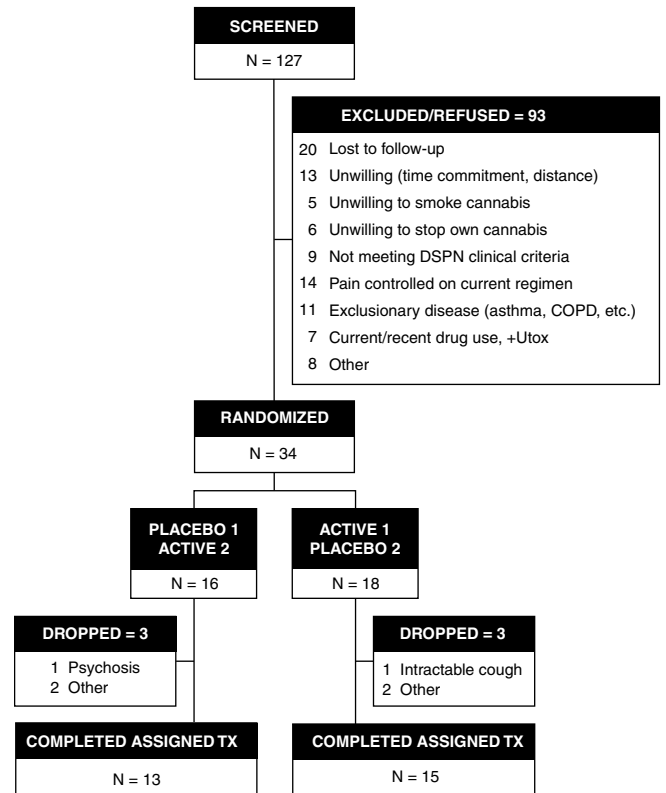 SCREENED
N = 127
EXCLUDED/REFUSED = 93
20 Lost to follow-up
13 Unwilling (time commitment, distance)
5 Unwilling to smoke cannabis
6 Unwilling to stop own cannabis
9 Not meeting DSPN clinical criteria
14 Pain controlled on current regimen
11 Exclusionary disease (asthma, COPD, etc.)
7 Current/recent drug use, +Utox
8 Other
RANDOMIZED
N = 34
PLACEBO 1
ACTIVE 2
N = 16
ACTIVE 1
PLACEBO 2
N = 18
DROPPED = 3
1 Psychosis
2 Other
DROPPED = 3
1 Intractable cough
2 Other
COMPLETED ASSIGNED TX
N = 13
COMPLETED ASSIGNED TX
N = 15